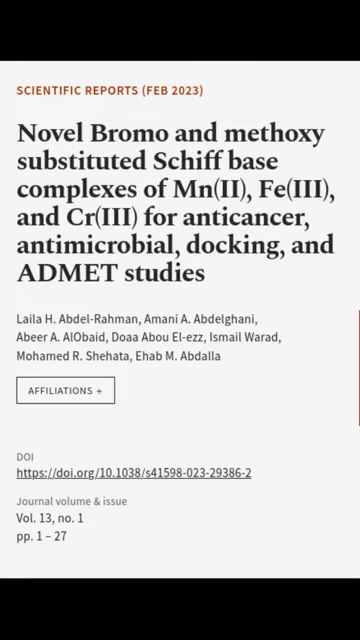 SCIENTIFIC REPORTS (FEB 2023)
Novel Bromo and methoxy
substituted Schiff base
complexes of Mn(II), Fe(III),
and Cr(III) for anticancer,
antimicrobial, docking, and
ADMET studies
Laila H. Abdel-Rahman, Amani A. Abdelghani,
Abeer A. AlObaid, Doaa Abou El-ezz, Ismail Warad,
Mohamed R. Shehata, Ehab M. Abdalla
AFFILIATIONS +
DOI
https://doi.org/10.1038/s41598-023-29386-2
Journal volume & issue
Vol. 13, no. 1
pp. 1 – 27